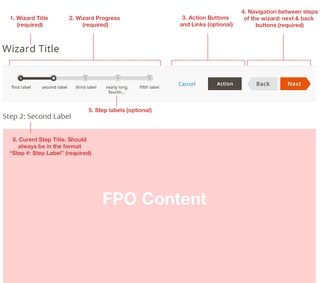 1. Wizard Title
(required)
2. Wizard Progress
(required)
3. Action Buttons
and Links (optional)
4. Navigation between steps
of the wizard: next & back
buttons (required)
Wizard Title
first label
second label
third label
really long
fourth...
fifth label
Cancel
Action
Back
Next
5. Step labels (optional)
Step 2: Second Label
6. Curent Step Title. Should
always be in the format
“Step #: Step Label” (required)
FPO Content